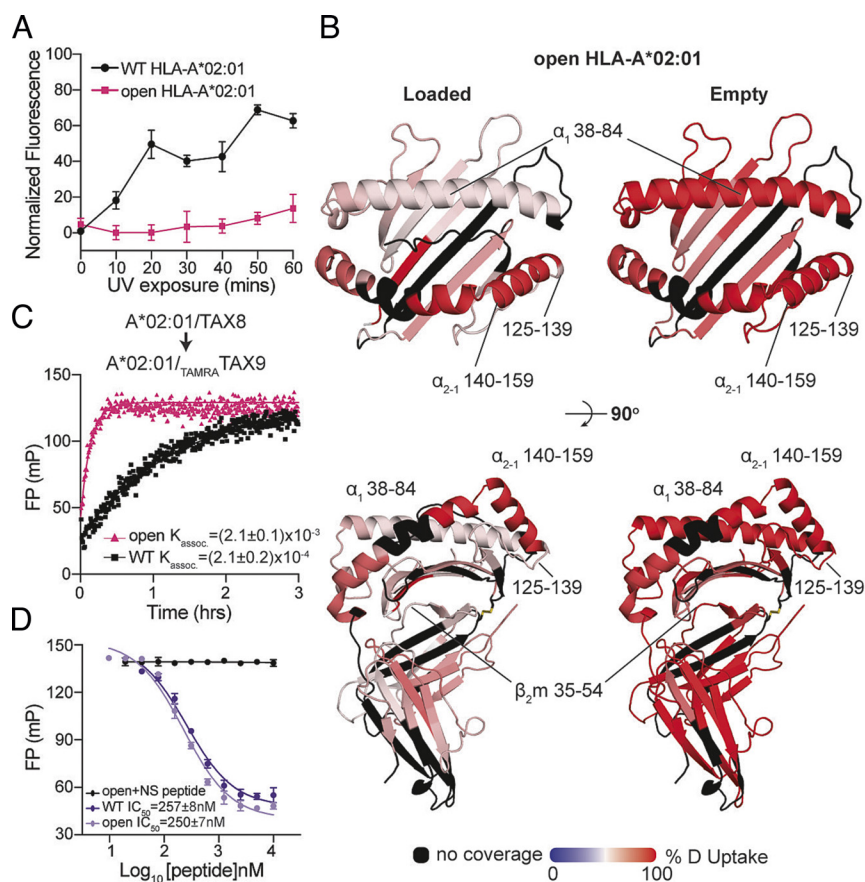 A
Normalized Fluorescence
100
80
60
40
20
0
WT HLA-A*02:01
open HLA-A*02:01
0 10 20 30 40 50 60
UV exposure (mins)
B
open HLA-A*02:01
Loaded
Empty
α1 38-84
125-139
125-139
α2-1 140-159
α2-1 140-159
90°
α2-1 140-159
α2-1 140-159
α1 38-84
α1 38-84
125-139
β2m 35-54
no coverage
0
100
% D Uptake
C
A*02:01/TAX8
A*02:01/TAMRATAX9
FP (mP)
150
100
50
0
open Kassoc.=(2.1±0.1)x10-3
WT Kassoc.=(2.1±0.2)x10-4
0 1 2 3
Time (hrs)
D
FP (mP)
150
120
90
60
30
open+NS peptide
WT IC50=257±8nM
open IC50=250±7nM
0 1 2 3 4
Log10 [peptide]nM